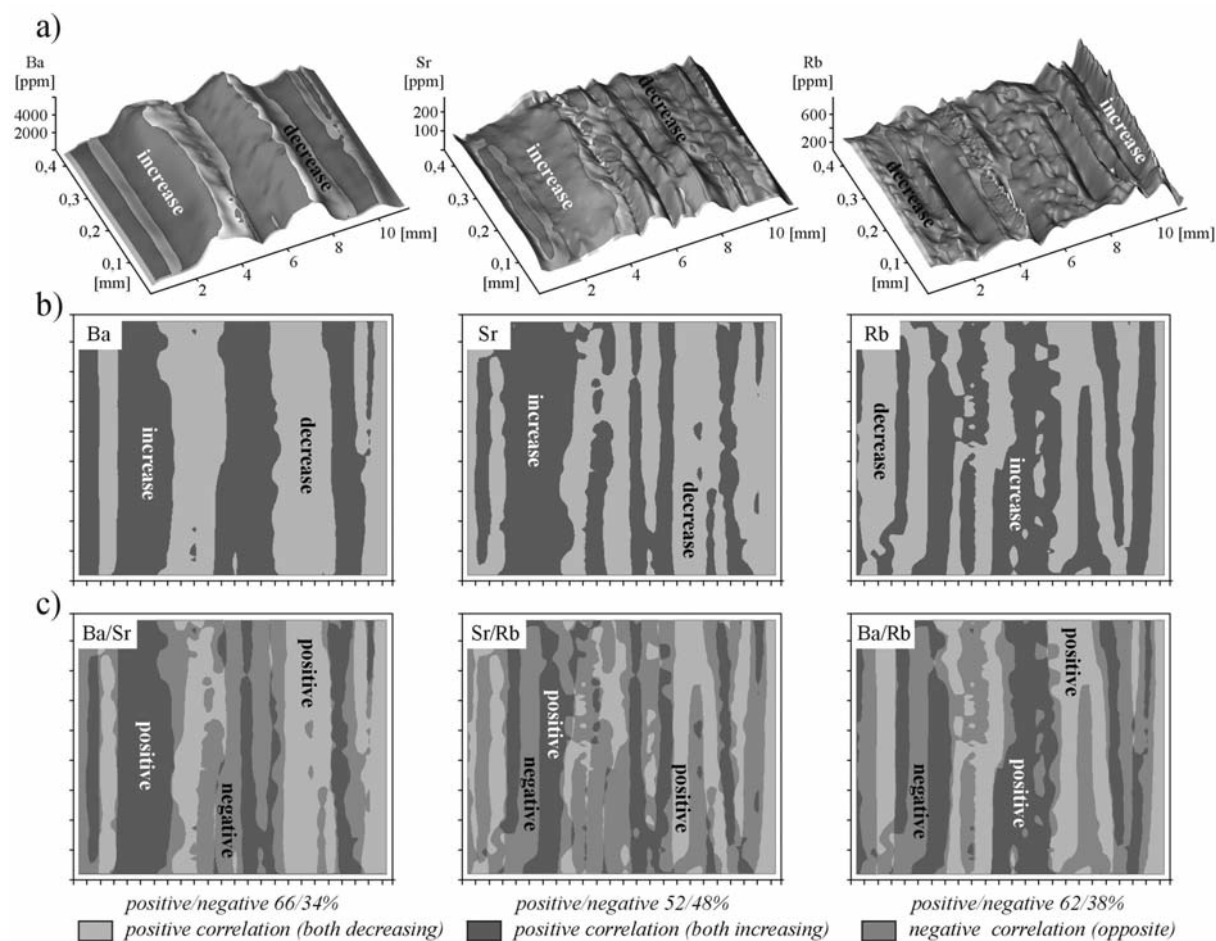 a)
Ba
[ppm]
4000
2000
0,4
0,3
0,2
0,1
[mm]
2
4
6
8
10 [mm]
increase
decrease
Sr
[ppm]
200
100
0,4
0,3
0,2
0,1
[mm]
2
4
6
8
10 [mm]
increase
decrease
Rb
[ppm]
600
200
0,4
0,3
0,2
0,1
[mm]
2
4
6
8
10 [mm]
decrease
increase
b)
Ba
increase
decrease
Sr
increase
decrease
Rb
decrease
increase
c)
Ba/Sr
positive
negative
positive
Sr/Rb
negative
positive
positive
Ba/Rb
negative
positive
positive
positive/negative 66/34%
positive/negative 52/48%
positive/negative 62/38%
positive correlation (both decreasing)
positive correlation (both increasing)
negative correlation (opposite)